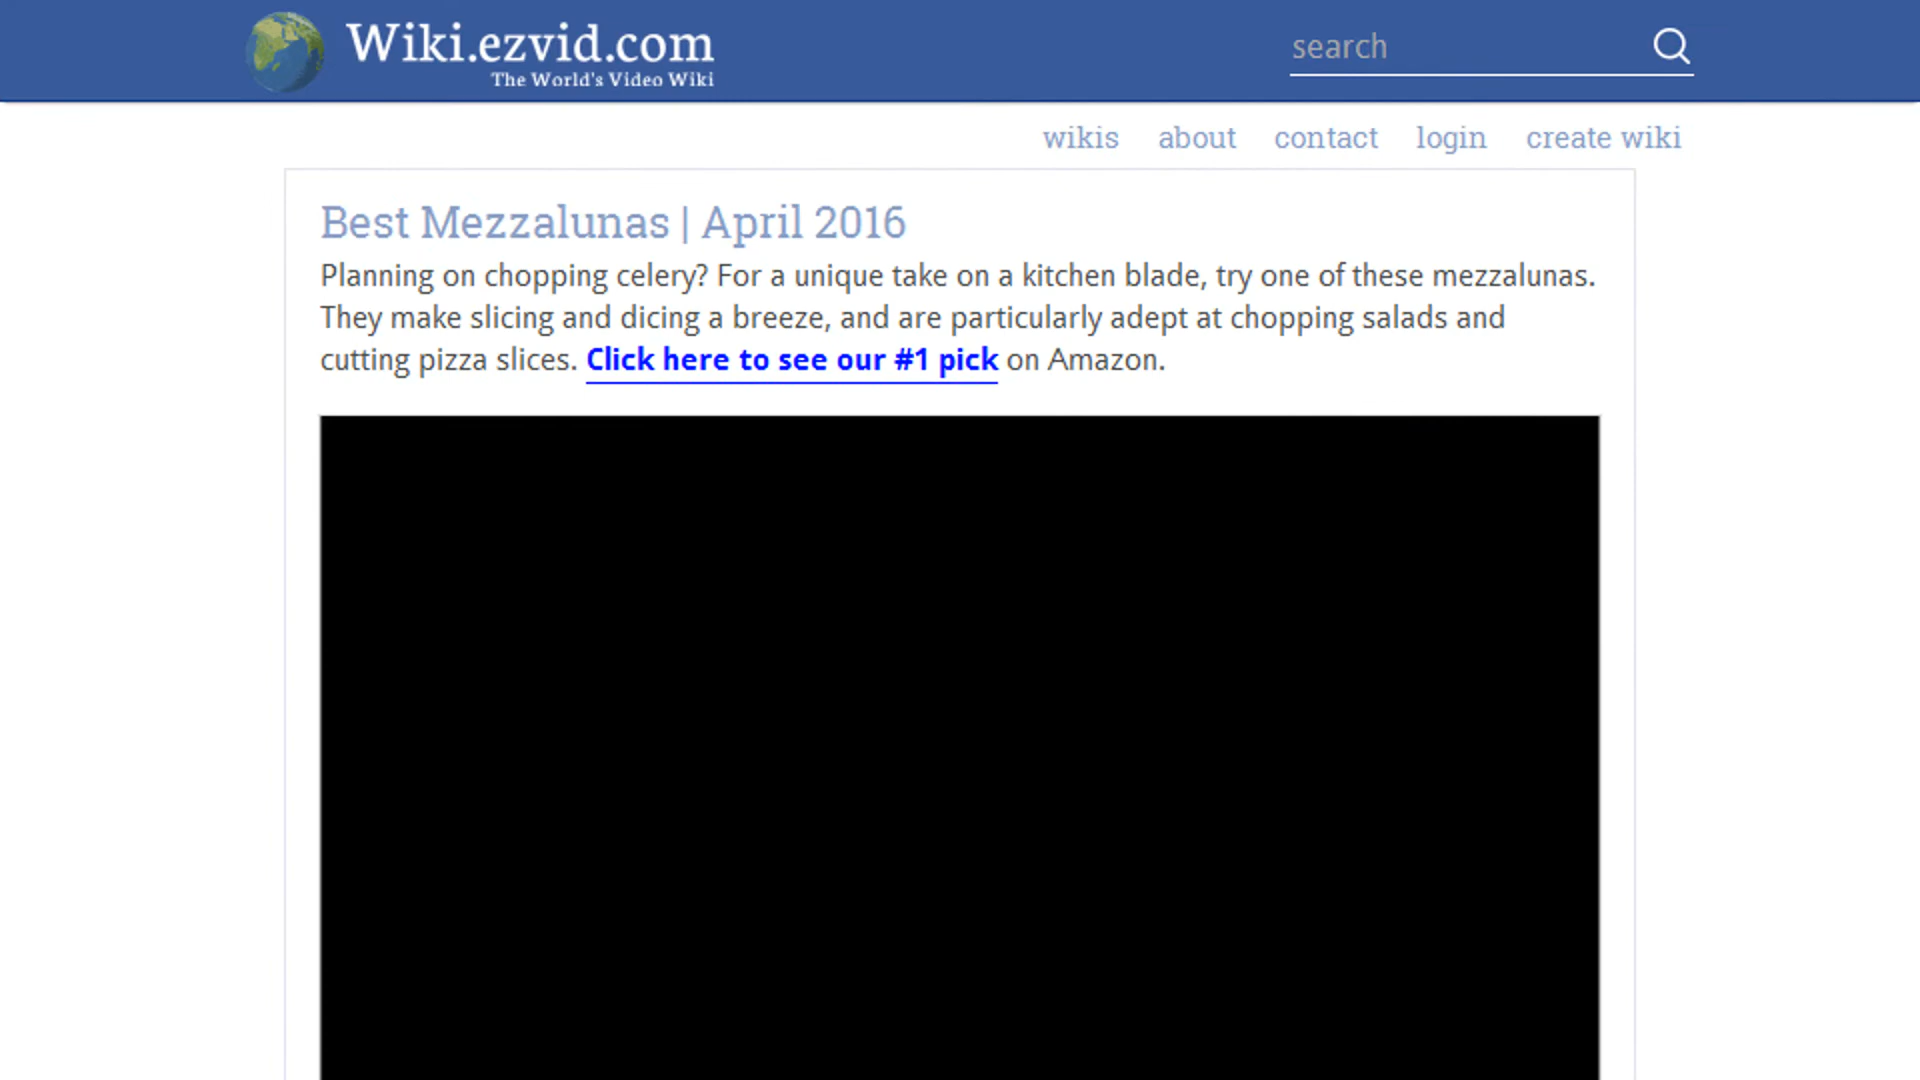 Wiki.ezvid.com
The World's Video Wiki
search
wikis about contact login create wiki
Best Mezzalunas | April 2016
Planning on chopping celery? For a unique take on a kitchen blade, try one of these mezzalunas.
They make slicing and dicing a breeze, and are particularly adept at chopping salads and
cutting pizza slices. Click here to see our #1 pick on Amazon.